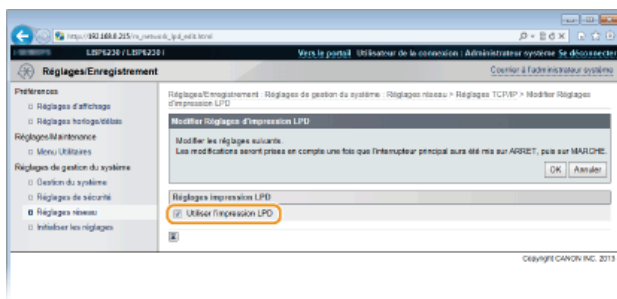 http://192.168.0.215/m_network_lpd_edit.html
LBP6230 / LBP6230
Vers le portail Utilisateur de la connexion : Administrateur système Se déconnecter
Réglages/Enregistrement
Courrier à l'administrateur système
Préférences
Réglages d'affichage
Réglages horloge/délais
Réglages/Maintenance
Menu Utilitaires
Réglages de gestion du système
Gestion du système
Réglages de sécurité
Réglages réseau
Initialiser les réglages
Réglages/Enregistrement : Réglages de gestion du système : Réglages réseau > Réglages TCP/IP > Modifier Réglages
d'impression LPD
Modifier Réglages d'impression LPD
Modifier les réglages suivants.
Les modifications seront prises en compte une fois que l'interrupteur principal aura été mis sur ARRET, puis sur MARCHE.
OK Annuler
Réglages impression LPD
Utiliser l'impression LPD
Copyright CANON INC. 2013